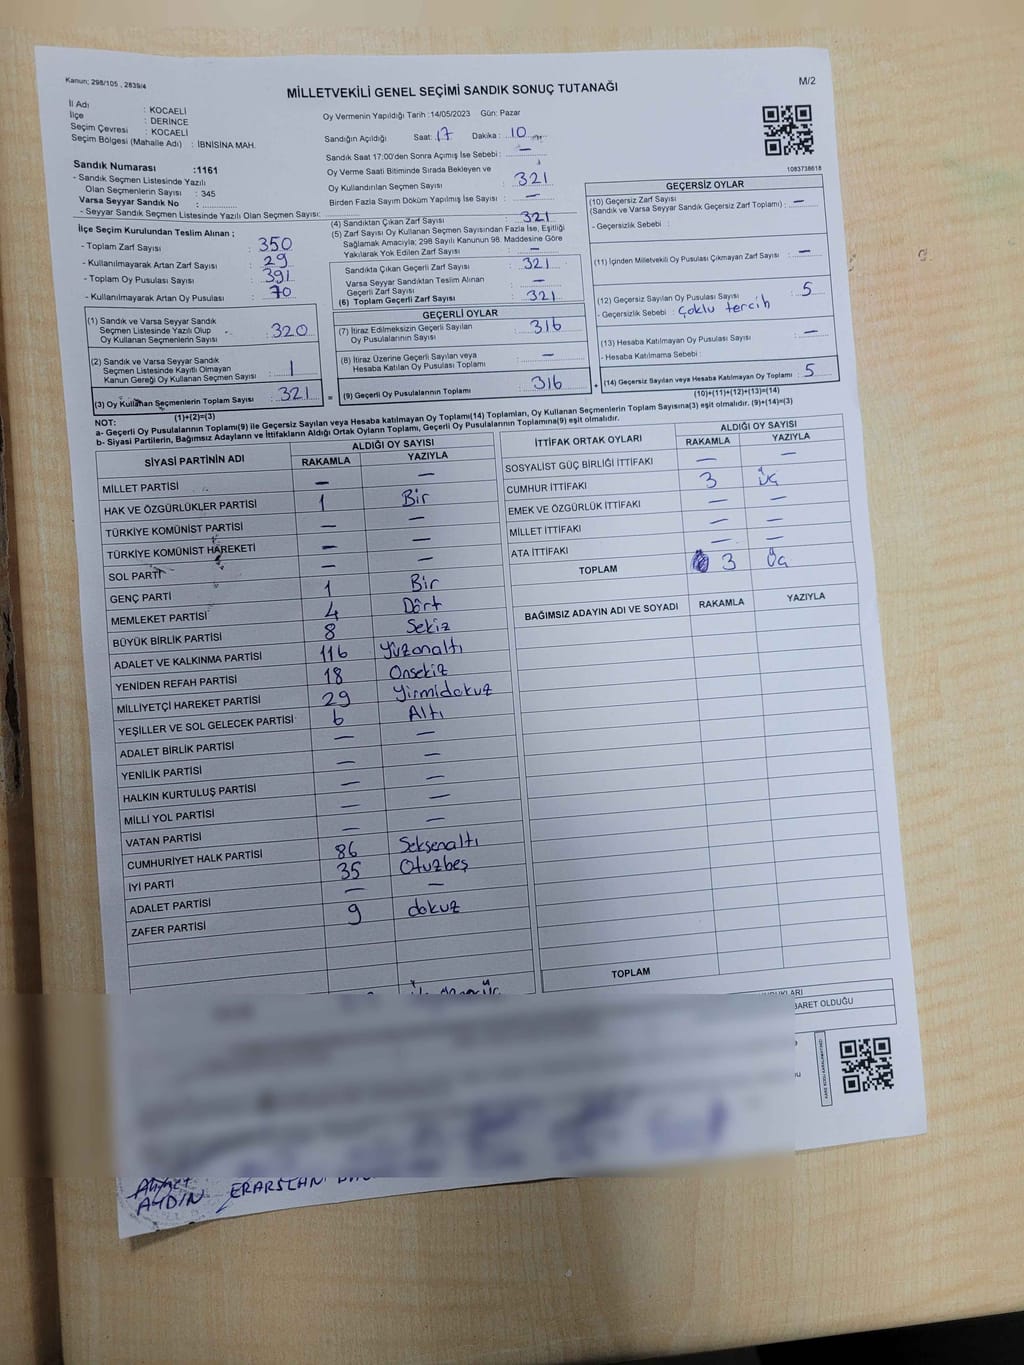 Kanun; 298/105 , 2839/4
MİLLETVEKİLİ GENEL SEÇİMİ SANDIK SONUÇ TUTANAĞI
M/2
İl Adı : KOCAELİ
İlçe : DERİNCE
Seçim Çevresi : KOCAELİ
Seçim Bölgesi (Mahalle Adı) : İBNİSİNA MAH.
Sandık Numarası :1161
- Sandık Seçmen Listesinde Yazılı
Olan Seçmenlerin Sayısı : 345
Varsa Seyyar Sandık No :
- Seyyar Sandık Seçmen Listesinde Yazılı Olan Seçmen Sayısı:
İlçe Seçim Kurulundan Teslim Alınan ;
- Toplam Zarf Sayısı : 350
- Kullanılmayarak Artan Zarf Sayısı : 29
- Toplam Oy Pusulası Sayısı : 391
- Kullanılmayarak Artan Oy Pusulası : 70
(1) Sandık ve Varsa Seyyar Sandık
Seçmen Listesinde Yazılı Olup
Oy Kullanan Seçmenlerin Sayısı : 320
(2) Sandık ve Varsa Seyyar Sandık
Seçmen Listesinde Kayıtlı Olmayan
Kanun Gereği Oy Kullanan Seçmen Sayısı : 1
(3) Oy Kullanan Seçmenlerin Toplam Sayısı : 321
(1)+(2)=(3)
Oy Vermenin Yapıldığı Tarih :14/05/2023 Gün: Pazar
Sandığın Açıldığı Saat: 17 Dakika : 10
Sandık Saat 17:00'den Sonra Açımış İse Sebebi : —
Oy Verme Saati Bitiminde Sırada Bekleyen ve
Oy Kullandırılan Seçmen Sayısı : 321
Birden Fazla Sayım Döküm Yapılmış İse Sayısı : —
(4) Sandıktan Çıkan Zarf Sayısı : 321
(5) Zarf Sayısı Oy Kullanan Seçmen Sayısından Fazla İse, Eşitliği
Sağlamak Amacıyla; 298 Sayılı Kanunun 98. Maddesine Göre
Yakılarak Yok Edilen Zarf Sayısı : —
Sandıkta Çıkan Geçerli Zarf Sayısı : 321
Varsa Seyyar Sandıktan Teslim Alınan
Geçerli Zarf Sayısı : —
(6) Toplam Geçerli Zarf Sayısı : 321
GEÇERLİ OYLAR
(7) İtiraz Edilmeksizin Geçerli Sayılan
Oy Pusulalarının Sayısı : 316
(8) İtiraz Üzerine Geçerli Sayılan veya
Hesaba Katılan Oy Pusulası Toplamı : —
= (9) Geçerli Oy Pusulalarının Toplamı : 316
1083738618
GEÇERSİZ OYLAR
(10) Geçersiz Zarf Sayısı
(Sandık ve Varsa Seyyar Sandık Geçersiz Zarf Toplamı) : —
- Geçersizlik Sebebi :
(11) İçinden Milletvekili Oy Pusulası Çıkmayan Zarf Sayısı : —
(12) Geçersiz Sayılan Oy Pusulası Sayısı : 5
- Geçersizlik Sebebi : Çoklu tercih
(13) Hesaba Katılmayan Oy Pusulası Sayısı : —
- Hesaba Katılmama Sebebi :
+ (14) Geçersiz Sayılan veya Hesaba Katılmayan Oy Toplamı : 5
(10)+(11)+(12)+(13)=(14)
NOT:
a- Geçerli Oy Pusulalarının Toplamı(9) ile Geçersiz Sayılan veya Hesaba katılmayan Oy Toplamı(14) Toplamları, Oy Kullanan Seçmenlerin Toplam Sayısına(3) eşit olmalıdır. (9)+(14)=(3)
b- Siyasi Partilerin, Bağımsız Adayların ve İttifakların Aldığı Ortak Oyların Toplamı, Geçerli Oy Pusulalarının Toplamına(9) eşit olmalıdır.
SİYASİ PARTİNİN ADI ALDIĞI OY SAYISI
RAKAMLA YAZIYLA
MİLLET PARTİSİ — —
HAK VE ÖZGÜRLÜKLER PARTİSİ 1 Bir
TÜRKİYE KOMÜNİST PARTİSİ — —
TÜRKİYE KOMÜNİST HAREKETİ — —
SOL PARTİ — —
GENÇ PARTİ 1 Bir
MEMLEKET PARTİSİ 4 Dört
BÜYÜK BİRLİK PARTİSİ 8 Sekiz
ADALET VE KALKINMA PARTİSİ 116 Yüzonaltı
YENİDEN REFAH PARTİSİ 18 Onsekiz
MİLLİYETÇİ HAREKET PARTİSİ 29 Yirmidokuz
YEŞİLLER VE SOL GELECEK PARTİSİ 6 Altı
ADALET BİRLİK PARTİSİ — —
YENİLİK PARTİSİ — —
HALKIN KURTULUŞ PARTİSİ — —
MİLLİ YOL PARTİSİ — —
VATAN PARTİSİ — —
CUMHURİYET HALK PARTİSİ 86 Seksenaltı
İYİ PARTİ 35 Otuzbeş
ADALET PARTİSİ — —
ZAFER PARTİSİ 9 dokuz
İTTİFAK ORTAK OYLARI ALDIĞI OY SAYISI
RAKAMLA YAZIYLA
SOSYALİST GÜÇ BİRLİĞİ İTTİFAKI — —
CUMHUR İTTİFAKI 3 Üç
EMEK VE ÖZGÜRLÜK İTTİFAKI — —
MİLLET İTTİFAKI — —
ATA İTTİFAKI — —
TOPLAM 3 Üç
BAĞIMSIZ ADAYIN ADI VE SOYADI RAKAMLA YAZIYLA
TOPLAM
OLDUĞU
Ahmet
AYDIN ERARSLAN